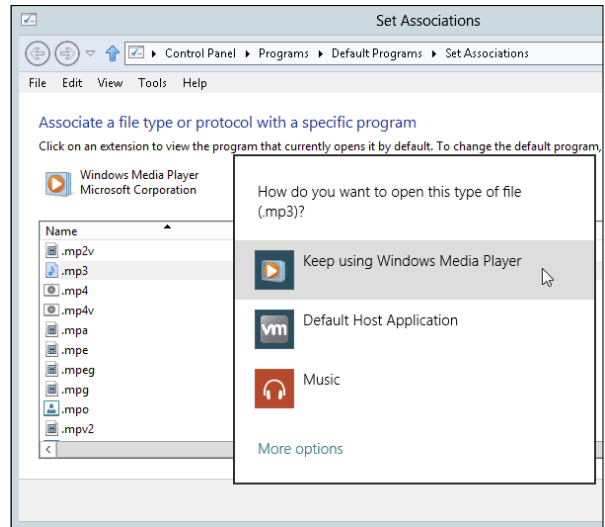 Set Associations
Control Panel ▸ Programs ▸ Default Programs ▸ Set Associations
File Edit View Tools Help
Associate a file type or protocol with a specific program
Click on an extension to view the program that currently opens it by default. To change the default program,
Windows Media Player
Microsoft Corporation
Name
.mp2v
.mp3
.mp4
.mp4v
.mpa
.mpe
.mpeg
.mpg
.mpo
.mpv2
How do you want to open this type of file
(.mp3)?
Keep using Windows Media Player
vm
Default Host Application
Music
More options